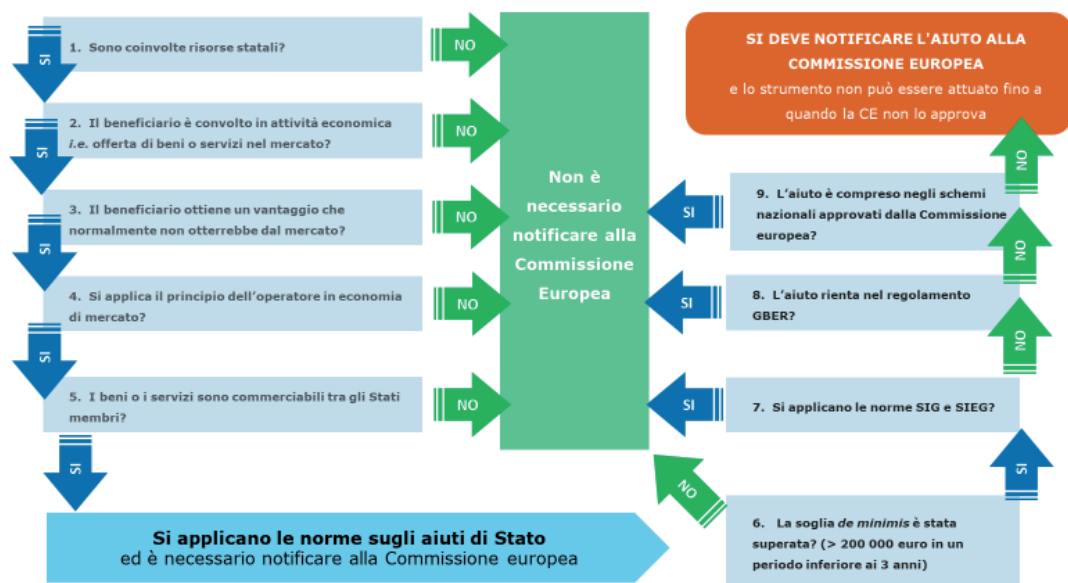 1. Sono coinvolte risorse statali?
SI
NO
2. Il beneficiario è convolto in attività economica
i.e. offerta di beni o servizi nel mercato?
SI
NO
3. Il beneficiario ottiene un vantaggio che
normalmente non otterrebbe dal mercato?
SI
NO
4. Si applica il principio dell'operatore in economia
di mercato?
SI
NO
5. I beni o i servizi sono commerciabili tra gli Stati
membri?
SI
NO
Si applicano le norme sugli aiuti di Stato
ed è necessario notificare alla Commissione europea
Non è
necessario
notificare alla
Commissione
Europea
6. La soglia de minimis è stata
superata? (> 200 000 euro in un
periodo inferiore ai 3 anni)
NO
SI
7. Si applicano le norme SIG e SIEG?
SI
NO
8. L'aiuto rienta nel regolamento
GBER?
SI
NO
9. L'aiuto è compreso negli schemi
nazionali approvati dalla Commissione
europea?
SI
NO
SI DEVE NOTIFICARE L'AIUTO ALLA
COMMISSIONE EUROPEA
e lo strumento non può essere attuato fino a
quando la CE non lo approva